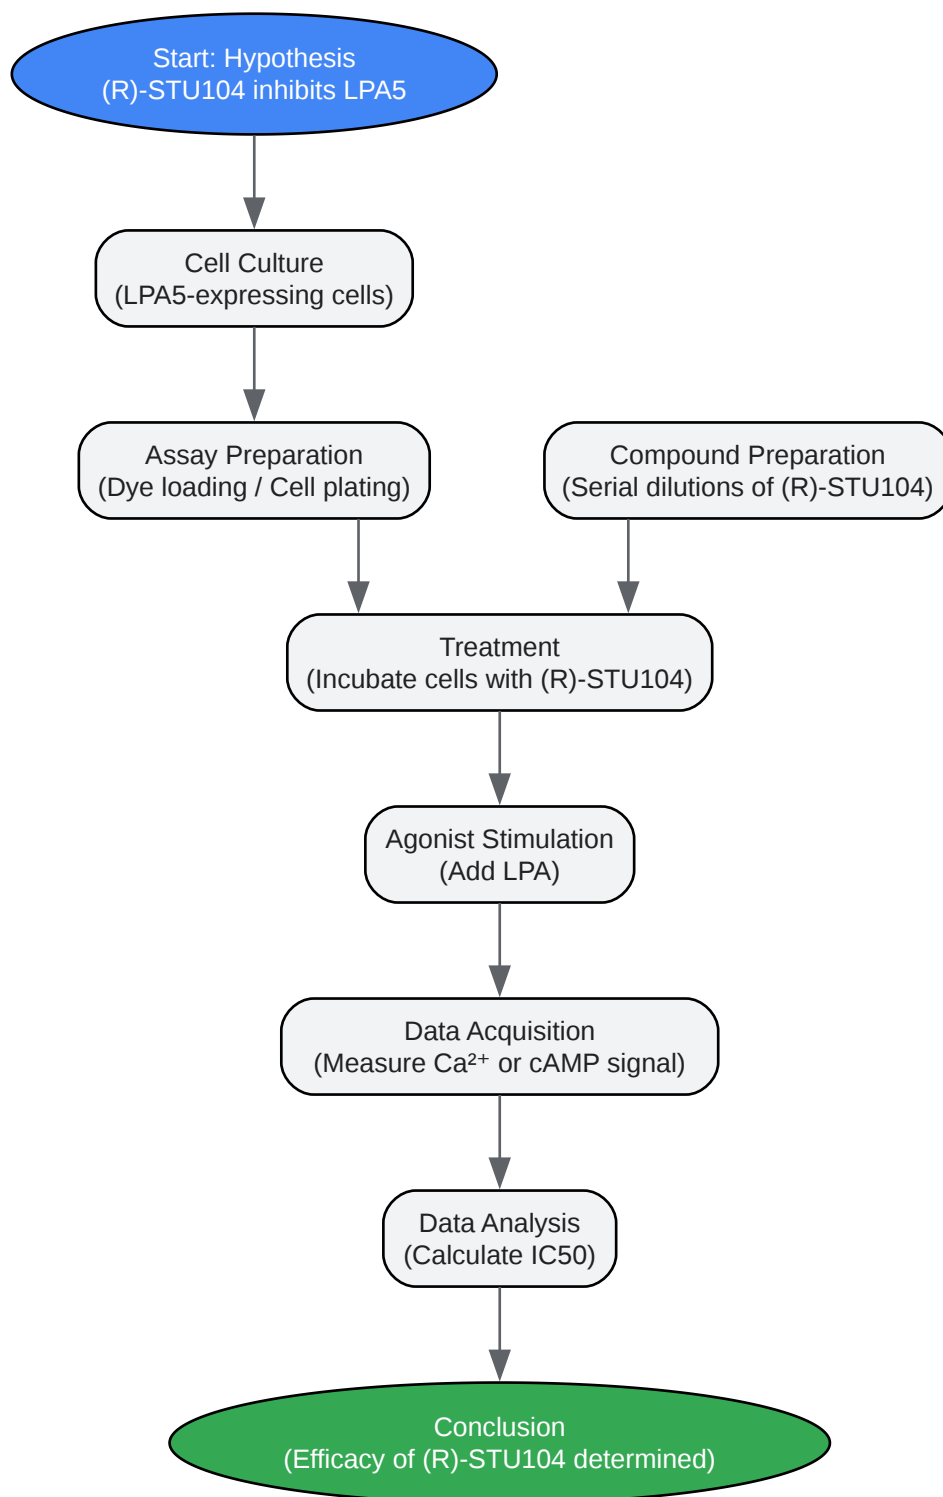 Start: Hypothesis
(R)-STU104 inhibits LPA5
Cell Culture
(LPA5-expressing cells)
Assay Preparation
(Dye loading / Cell plating)
Compound Preparation
(Serial dilutions of (R)-STU104)
Treatment
(Incubate cells with (R)-STU104)
Agonist Stimulation
(Add LPA)
Data Acquisition
(Measure Ca²⁺ or cAMP signal)
Data Analysis
(Calculate IC50)
Conclusion
(Efficacy of (R)-STU104 determined)